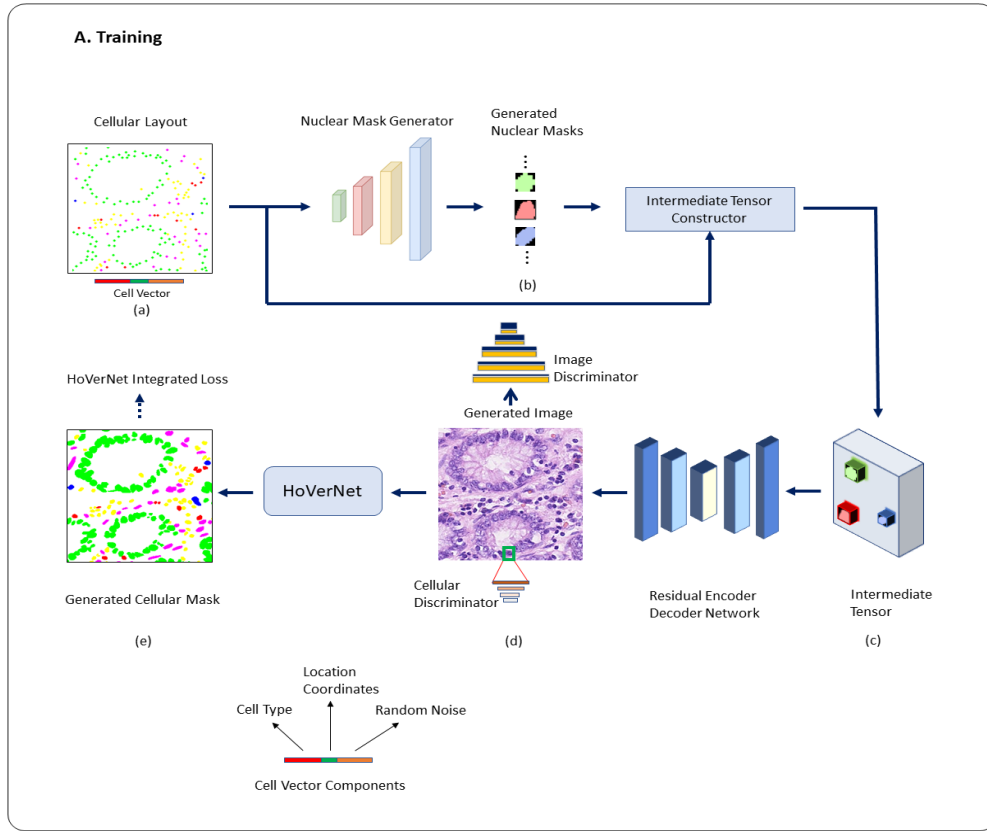 A. Training
Cellular Layout
Nuclear Mask Generator
Generated
Nuclear Masks
Intermediate Tensor
Constructor
Cell Vector
(a)
(b)
HoVerNet Integrated Loss
Image
Discriminator
Generated Image
HoVerNet
Cellular
Discriminator
Generated Cellular Mask
Residual Encoder
Decoder Network
Intermediate
Tensor
(e)
(d)
(c)
Location
Coordinates
Cell Type
Random Noise
Cell Vector Components